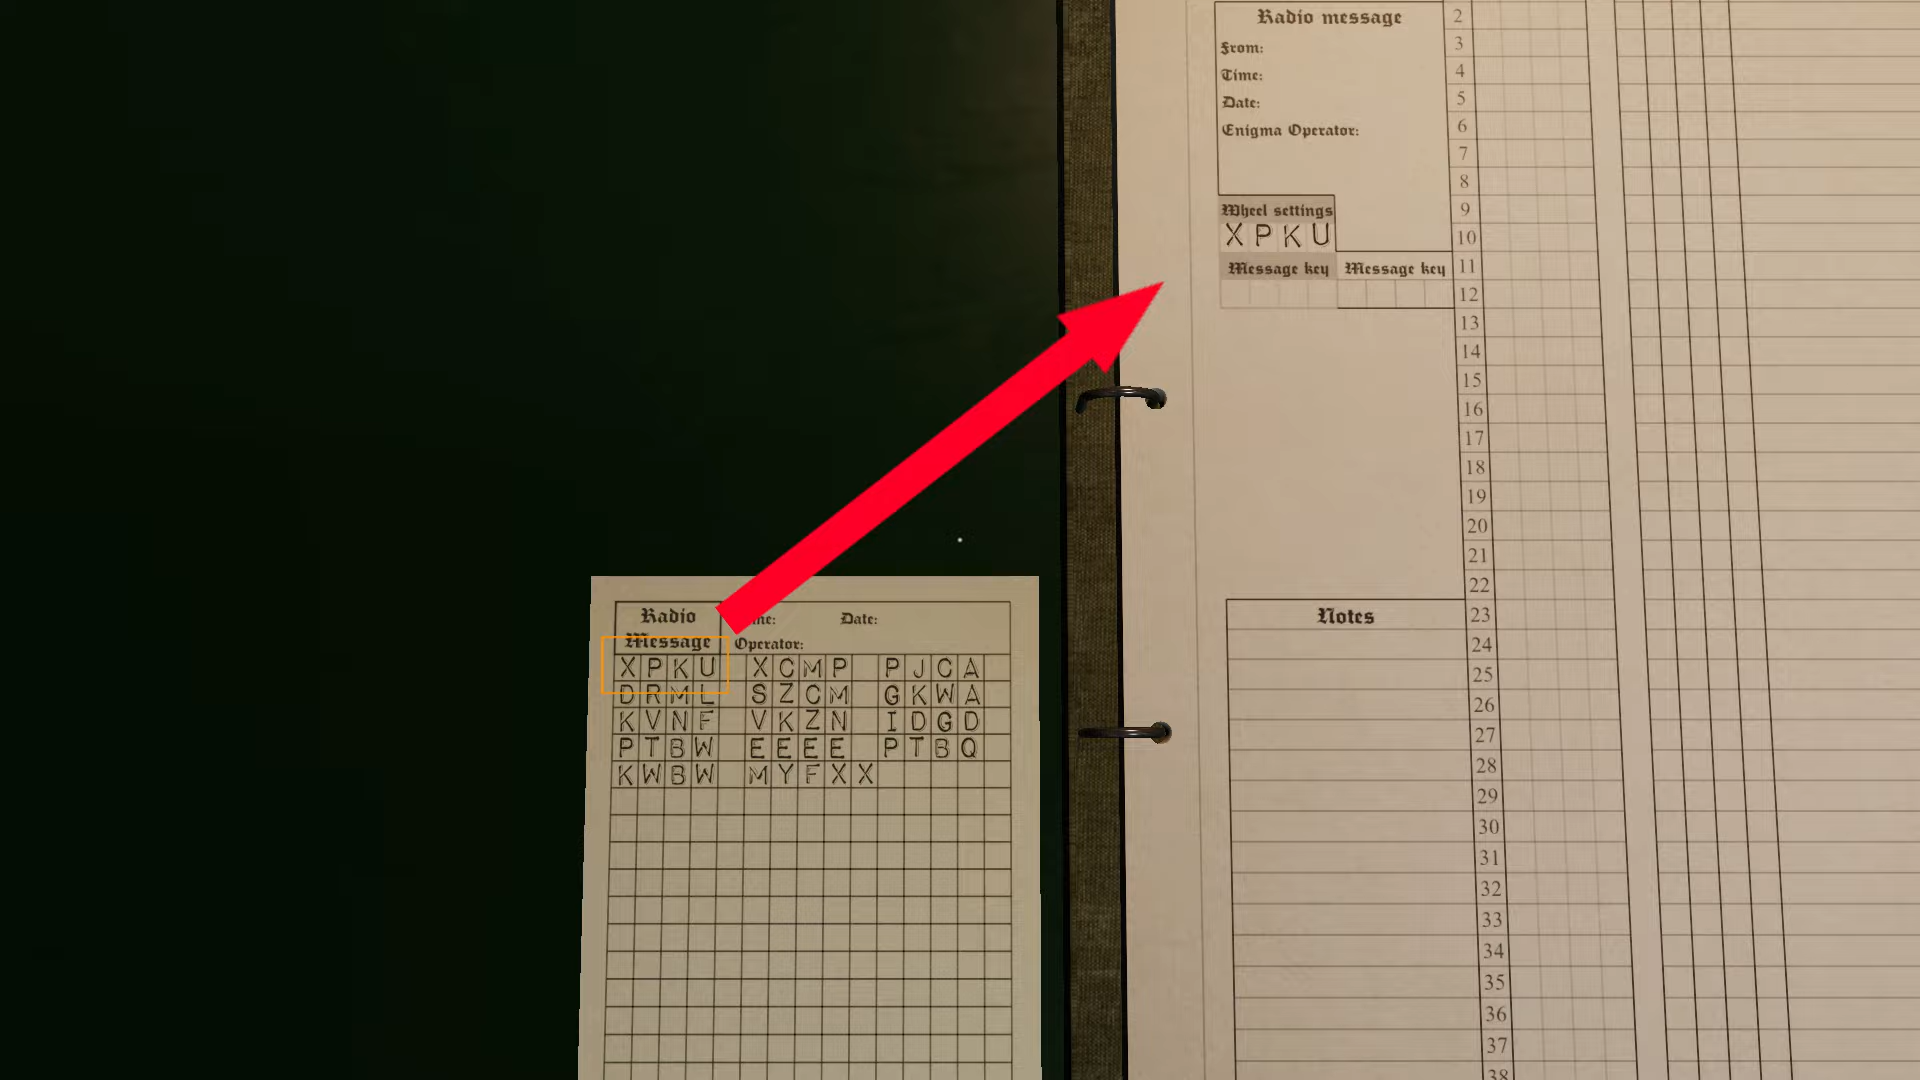 Radio message
From:
Time:
Date:
Enigma Operator:
Wheel settings
X P K U
Message key Message key
2
3
4
5
6
7
8
9
10
11
12
13
14
15
16
17
18
19
20
21
22
23
24
25
26
27
28
29
30
31
32
33
34
35
36
37
38
Notes
Radio
Message
Date:
Operator:
X P K U X C M P P J C A
D R M L S Z C M G K W A
K V N F V K Z N I D G D
P T B W E E E E P T B Q
K W B W M Y F X X